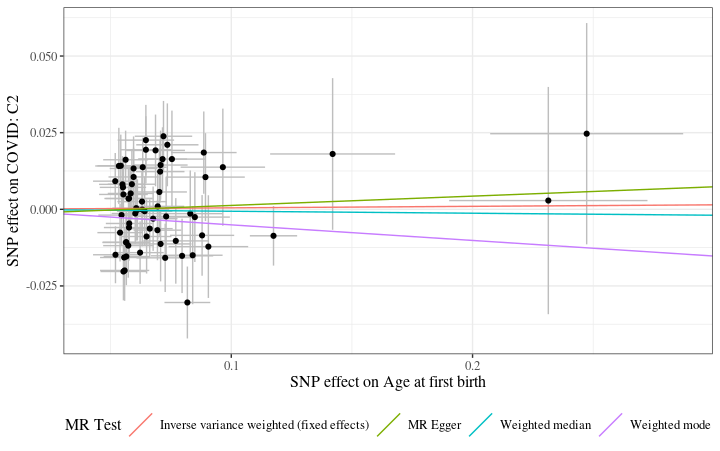 0.050
0.025
0.000
-0.025
SNP effect on COVID: C2
0.1
0.2
SNP effect on Age at first birth
MR Test
Inverse variance weighted (fixed effects)
MR Egger
Weighted median
Weighted mode